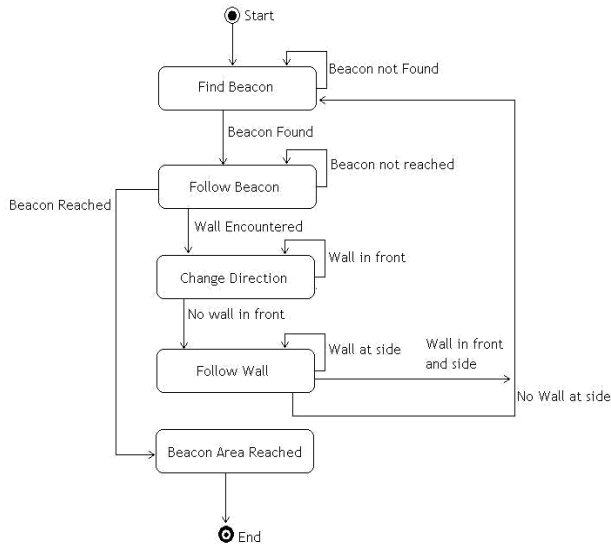 Start
Beacon not Found
Find Beacon
Beacon Found
Beacon not reached
Follow Beacon
Beacon Reached
Wall Encountered
Wall in front
Change Direction
No wall in front
Wall at side
Wall in front
and side
Follow Wall
No Wall at side
Beacon Area Reached
End